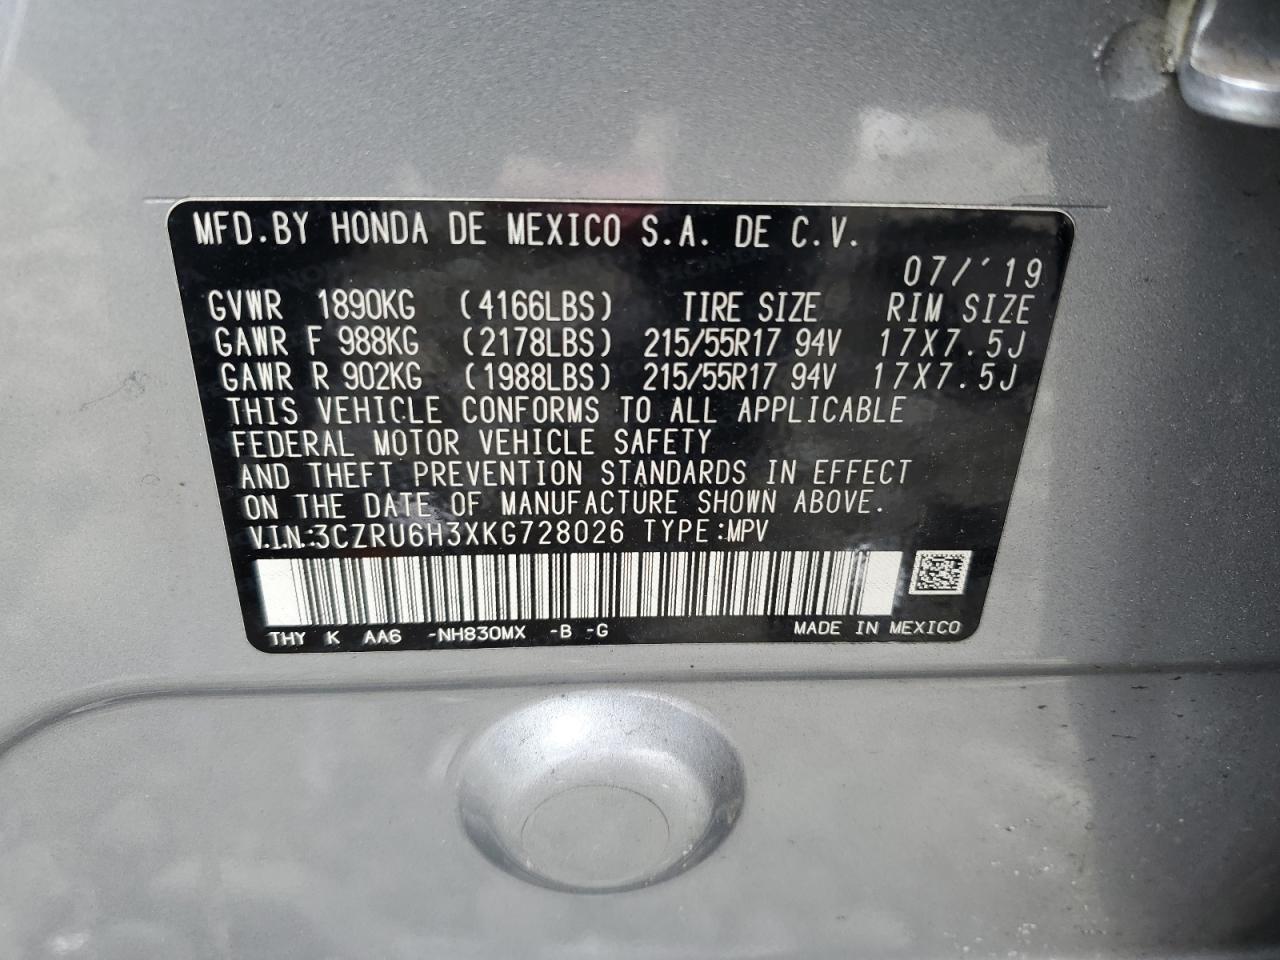 MFD.BY HONDA DE MEXICO S.A. DE C.V.
07/'19
GVWR 1890KG (4166LBS) TIRE SIZE RIM SIZE
GAWR F 988KG (2178LBS) 215/55R17 94V 17X7.5J
GAWR R 902KG (1988LBS) 215/55R17 94V 17X7.5J
THIS VEHICLE CONFORMS TO ALL APPLICABLE
FEDERAL MOTOR VEHICLE SAFETY
AND THEFT PREVENTION STANDARDS IN EFFECT
ON THE DATE OF MANUFACTURE SHOWN ABOVE.
V.I.N.:3CZRU6H3XKG728026 TYPE:MPV
THY K AA6 -NH830MX -B -G MADE IN MEXICO